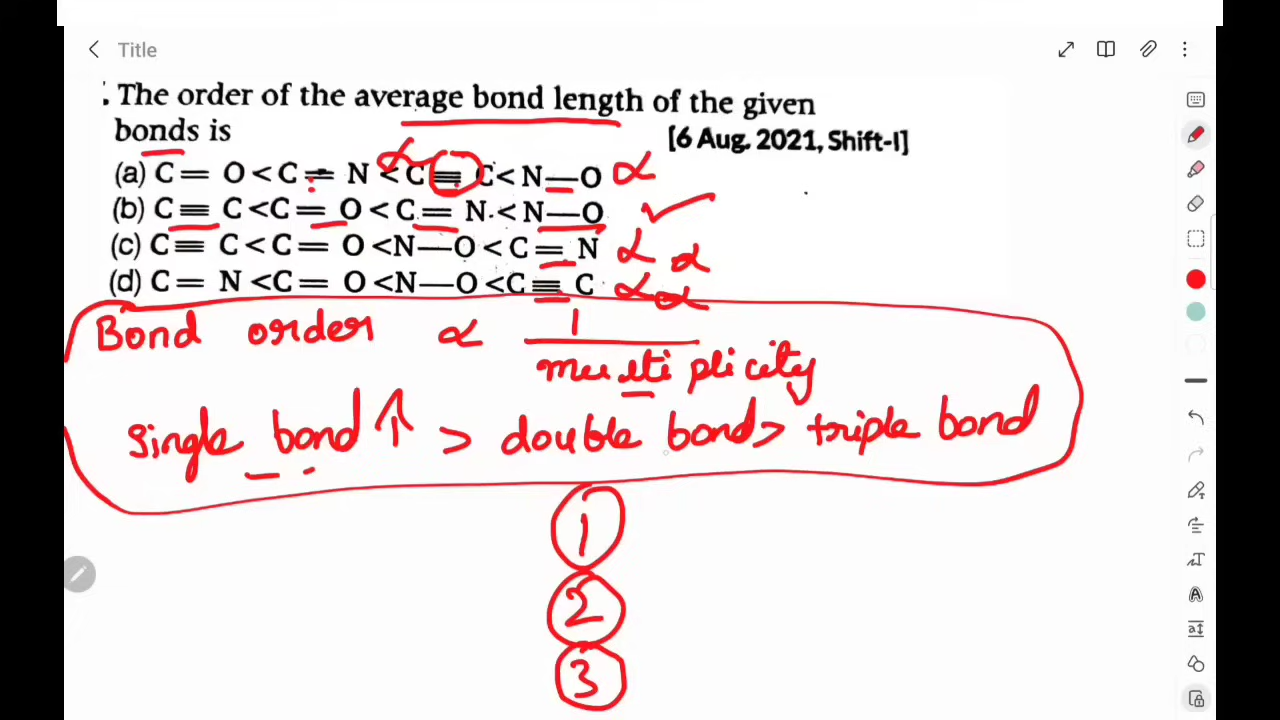 Title
. The order of the average bond length of the given
bonds is [6 Aug. 2021, Shift-I]
(a) C = O < C = N < C ≡ C < N — O α
(b) C ≡ C < C = O < C = N < N — O
(c) C ≡ C < C = O < N — O < C = N α α
(d) C = N < C = O < N — O < C ≡ C α α
Bond order α 1
multiplicity
Single bond ↑ > double bond > triple bond
1
2
3